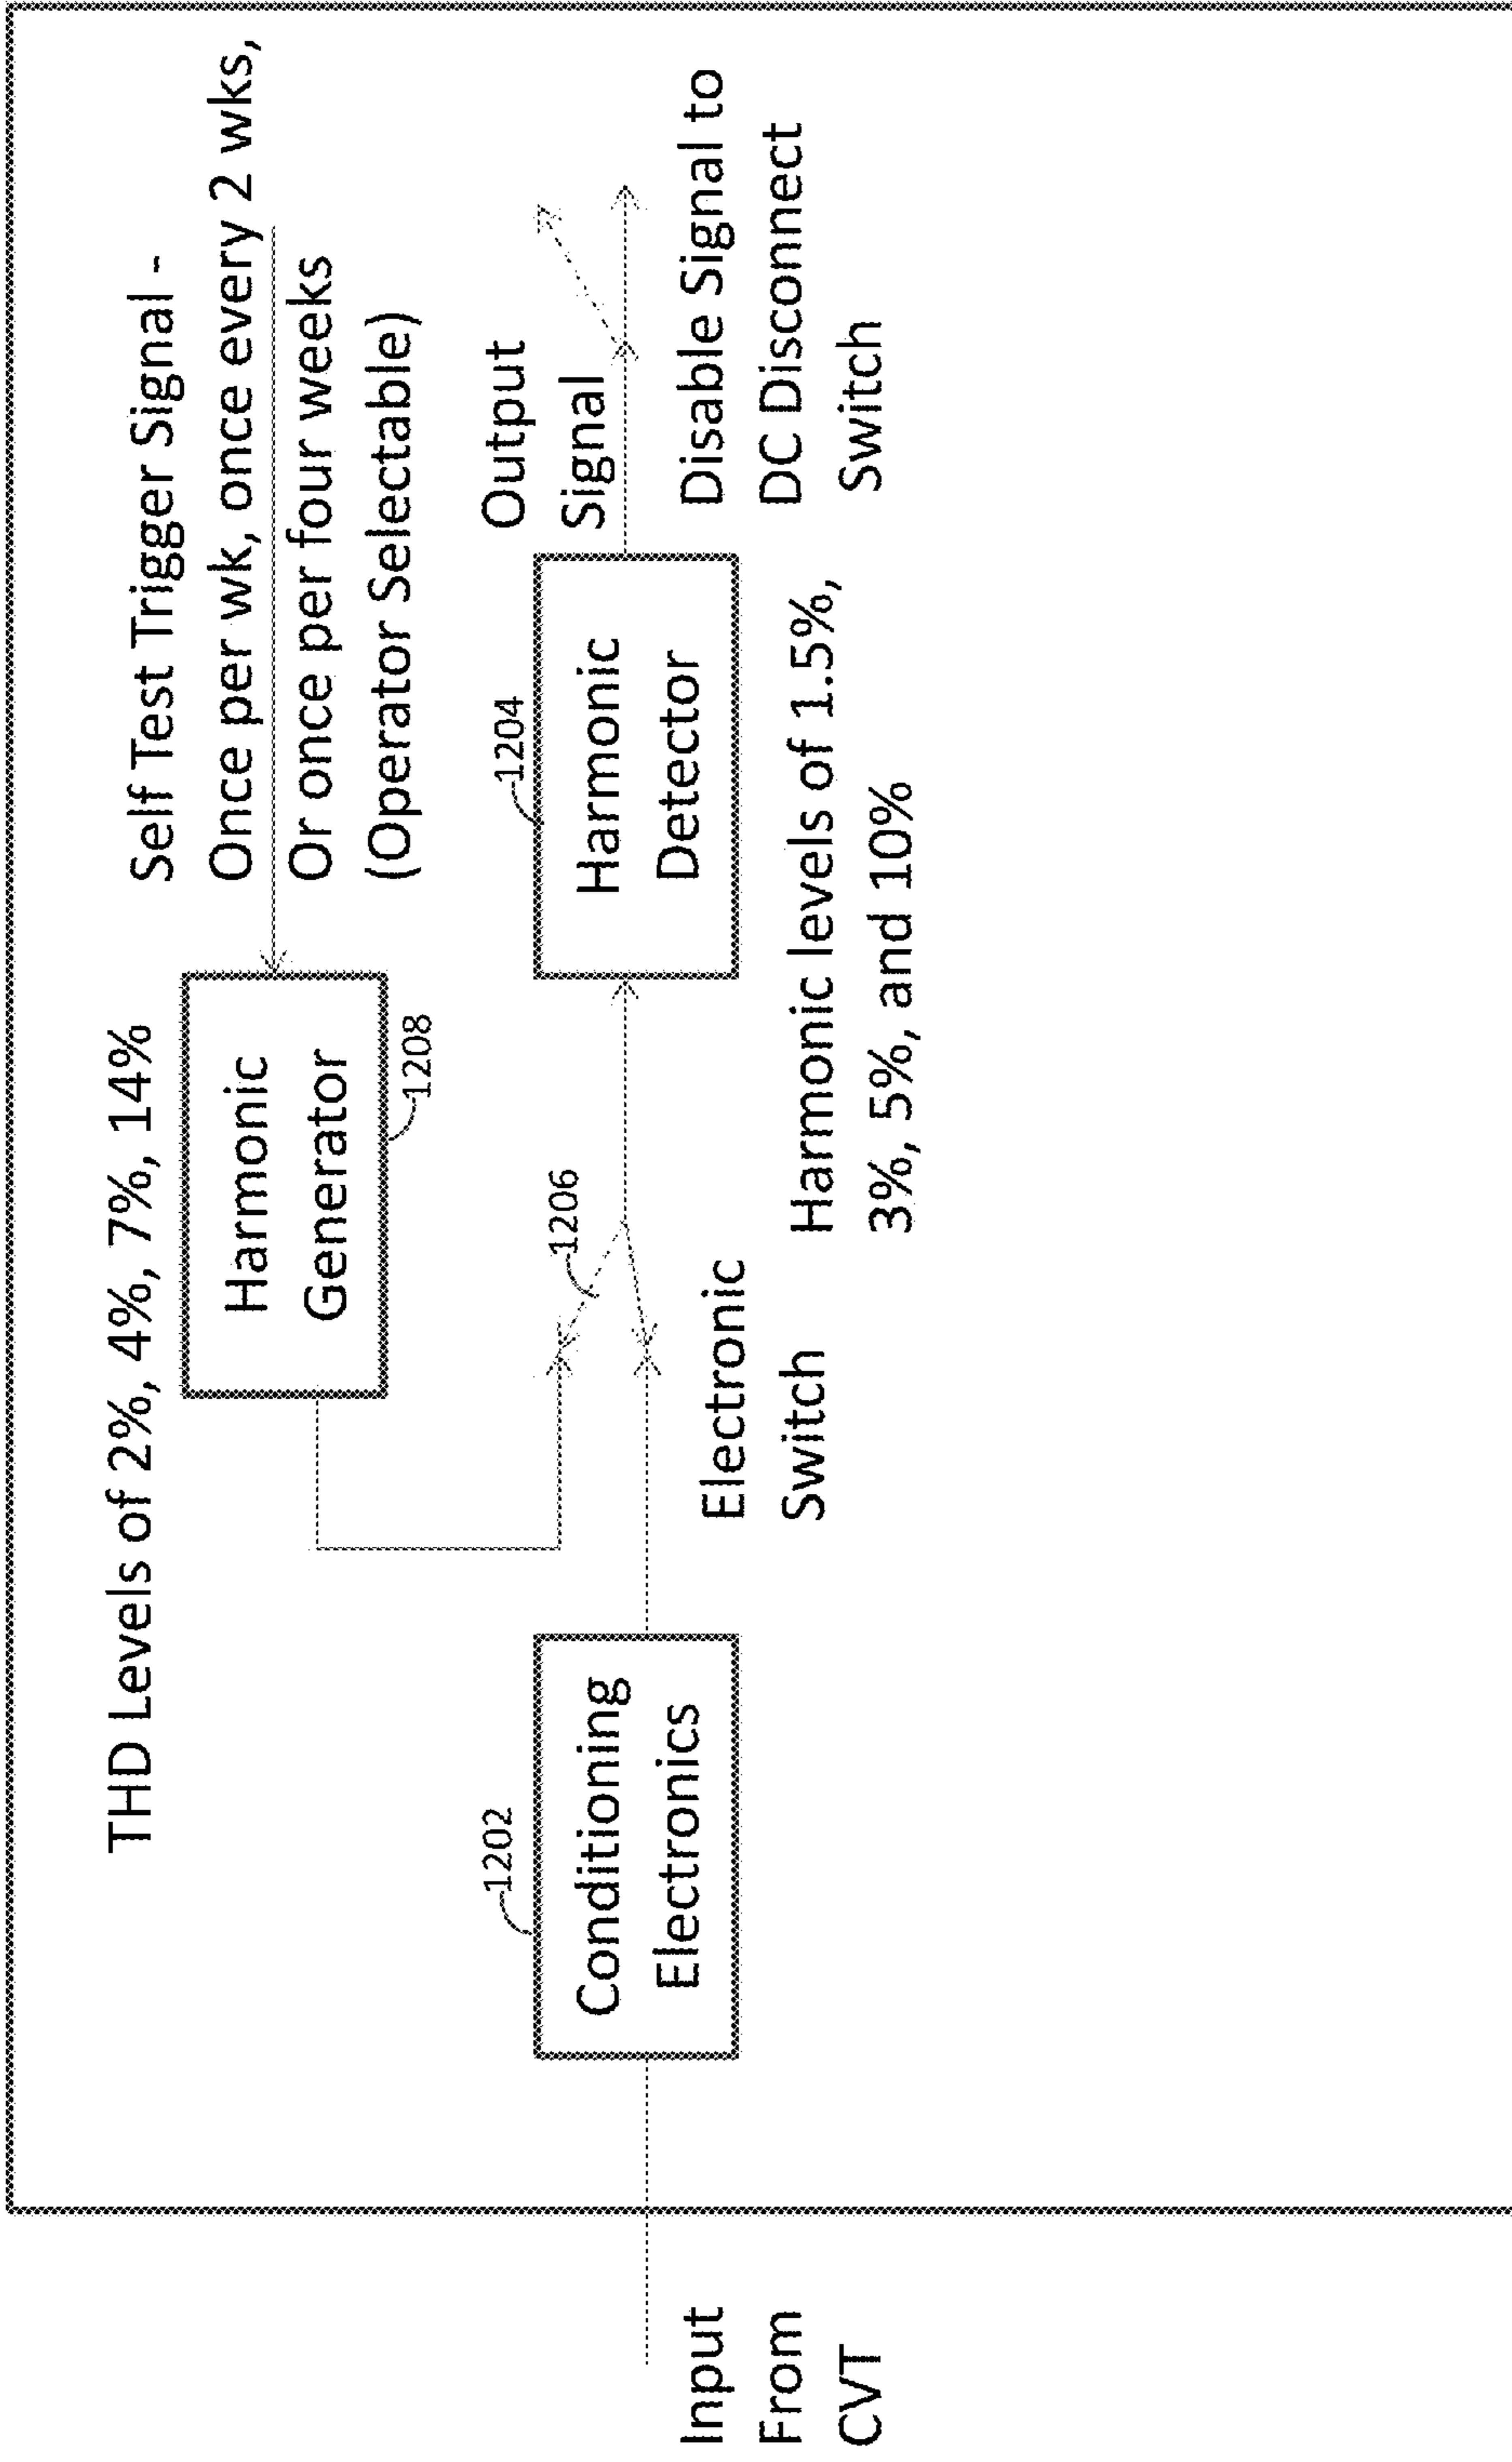 THD Levels of 2%, 4%, 7%, 14%
Self Test Trigger Signal -
Once per wk, once every 2 wks,
Or once per four weeks
(Operator Selectable)
Harmonic
Generator
1208
Input
From
CVT
1202
Conditioning
Electronics
1206
Electronic
Switch
1204
Harmonic
Detector
Harmonic levels of 1.5%,
3%, 5%, and 10%
Output
Signal
Disable Signal to
DC Disconnect
Switch